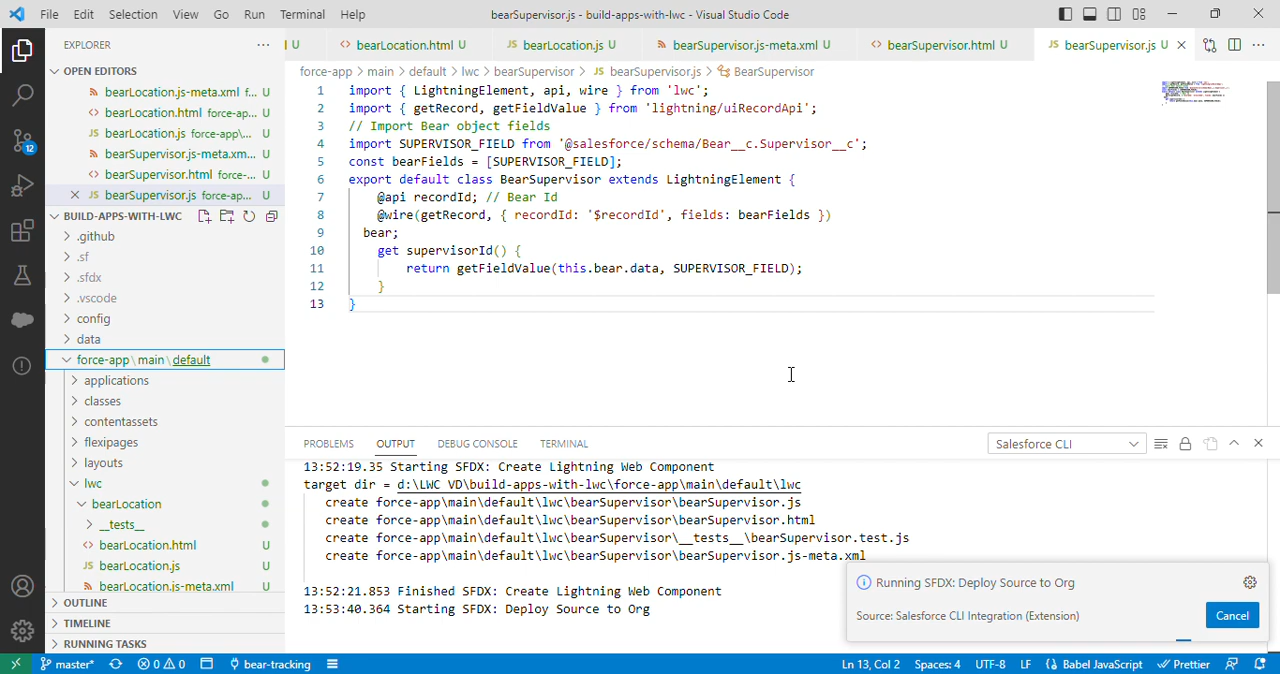 File Edit Selection View Go Run Terminal Help bearSupervisor.js - build-apps-with-lwc - Visual Studio Code
EXPLORER
U bearLocation.html U bearLocation.js U bearSupervisor.js-meta.xml U bearSupervisor.html U bearSupervisor.js U
OPEN EDITORS
bearLocation.js-meta.xml f... U
bearLocation.html force-ap... U
bearLocation.js force-app\... U
bearSupervisor.js-meta.xm... U
bearSupervisor.html force-... U
bearSupervisor.js force-ap... U
BUILD-APPS-WITH-LWC
.github
.sf
.sfdx
.vscode
config
data
force-app\main\default
applications
classes
contentassets
flexipages
layouts
lwc
bearLocation
__tests__
bearLocation.html U
bearLocation.js U
bearLocation.js-meta.xml U
OUTLINE
TIMELINE
RUNNING TASKS
12
force-app > main > default > lwc > bearSupervisor > JS bearSupervisor.js > BearSupervisor
1 import { LightningElement, api, wire } from 'lwc';
2 import { getRecord, getFieldValue } from 'lightning/uiRecordApi';
3 // Import Bear object fields
4 import SUPERVISOR_FIELD from '@salesforce/schema/Bear__c.Supervisor__c';
5 const bearFields = [SUPERVISOR_FIELD];
6 export default class BearSupervisor extends LightningElement {
7 @api recordId; // Bear Id
8 @wire(getRecord, { recordId: '$recordId', fields: bearFields })
9 bear;
10 get supervisorId() {
11 return getFieldValue(this.bear.data, SUPERVISOR_FIELD);
12 }
13 }
PROBLEMS OUTPUT DEBUG CONSOLE TERMINAL Salesforce CLI
13:52:19.35 Starting SFDX: Create Lightning Web Component
target dir = d:\LWC VD\build-apps-with-lwc\force-app\main\default\lwc
create force-app\main\default\lwc\bearSupervisor\bearSupervisor.js
create force-app\main\default\lwc\bearSupervisor\bearSupervisor.html
create force-app\main\default\lwc\bearSupervisor\__tests__\bearSupervisor.test.js
create force-app\main\default\lwc\bearSupervisor\bearSupervisor.js-meta.xml
13:52:21.853 Finished SFDX: Create Lightning Web Component
13:53:40.364 Starting SFDX: Deploy Source to Org
Running SFDX: Deploy Source to Org
Source: Salesforce CLI Integration (Extension)
Cancel
master* 0 0 bear-tracking Ln 13, Col 2 Spaces: 4 UTF-8 LF Babel JavaScript Prettier